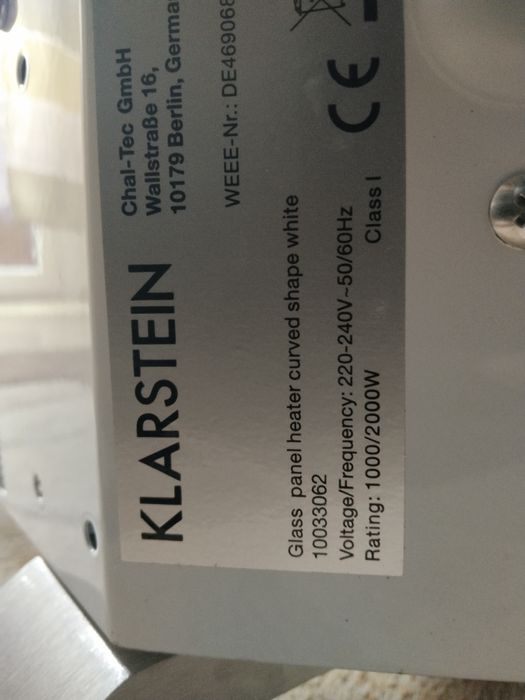 KLARSTEIN
Chal-Tec GmbH
Wallstraße 16,
10179 Berlin, Germa
WEEE-Nr.: DE469068
Glass panel heater curved shape white
10033062
Voltage/Frequency: 220-240V~50/60Hz
Rating: 1000/2000W
Class I
CE